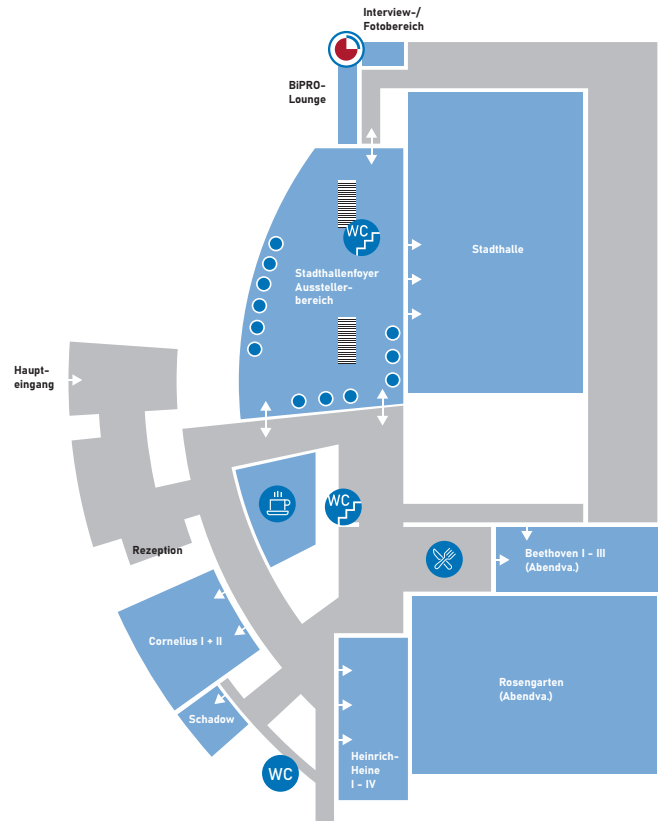 Interview-/
Fotobereich
BiPRO-
Lounge
WC
Stadthalle
Stadthallenfoyer
Aussteller-
bereich
Haupt-
eingang
WC
Rezeption
Beethoven I - III
(Abendva.)
Cornelius I + II
Rosengarten
(Abendva.)
Schadow
Heinrich-
Heine
I - IV
WC